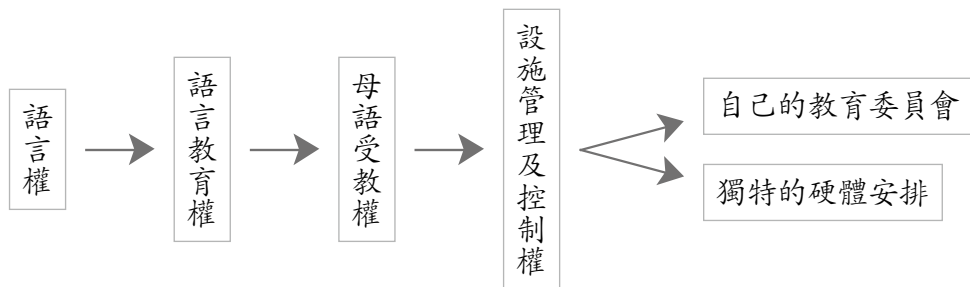 語言權
語言教育權
母語受教權
設施管理及控制權
自己的教育委員會
獨特的硬體安排